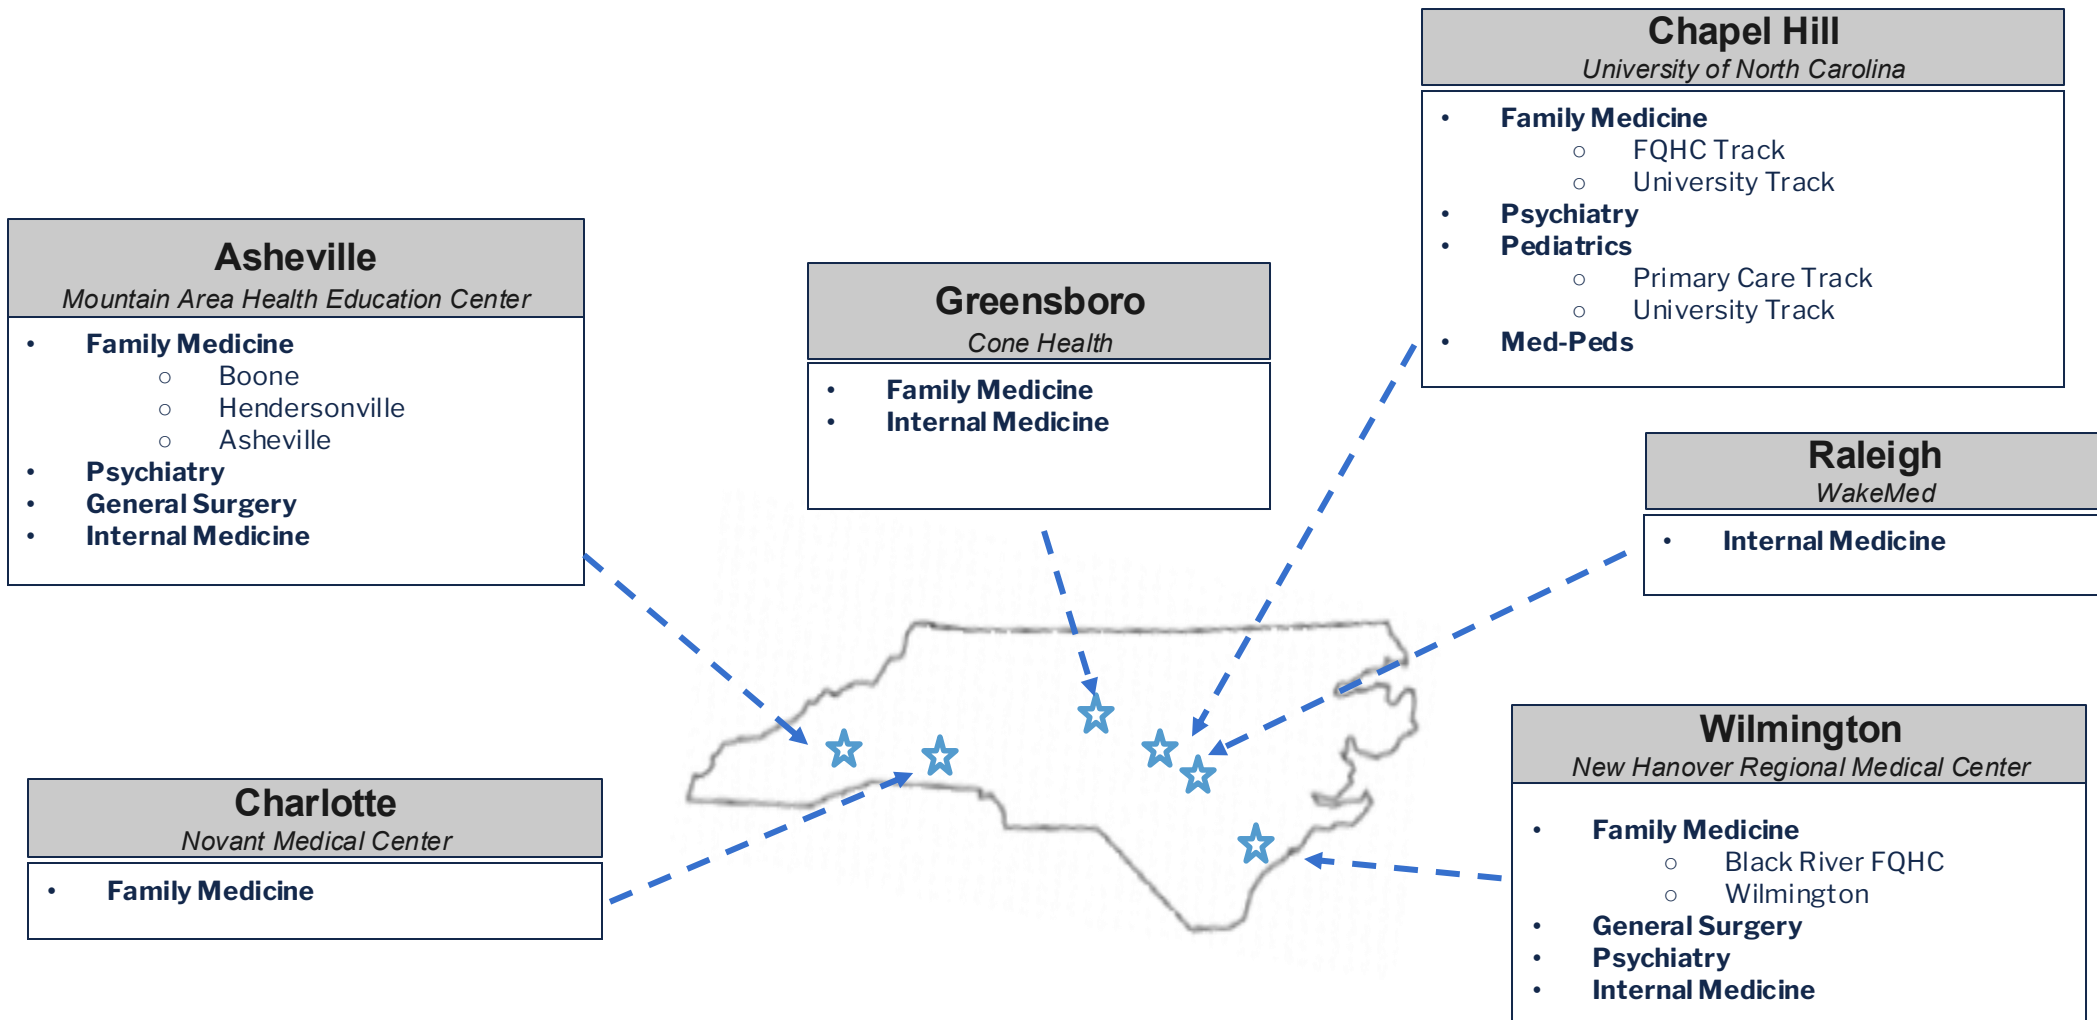 Chapel Hill
University of North Carolina
• Family Medicine
○ FQHC Track
○ University Track
• Psychiatry
• Pediatrics
○ Primary Care Track
○ University Track
• Med-Peds
Asheville
Mountain Area Health Education Center
• Family Medicine
○ Boone
○ Hendersonville
○ Asheville
• Psychiatry
• General Surgery
• Internal Medicine
Greensboro
Cone Health
• Family Medicine
• Internal Medicine
Raleigh
WakeMed
• Internal Medicine
Charlotte
Novant Medical Center
• Family Medicine
Wilmington
New Hanover Regional Medical Center
• Family Medicine
○ Black River FQHC
○ Wilmington
• General Surgery
• Psychiatry
• Internal Medicine